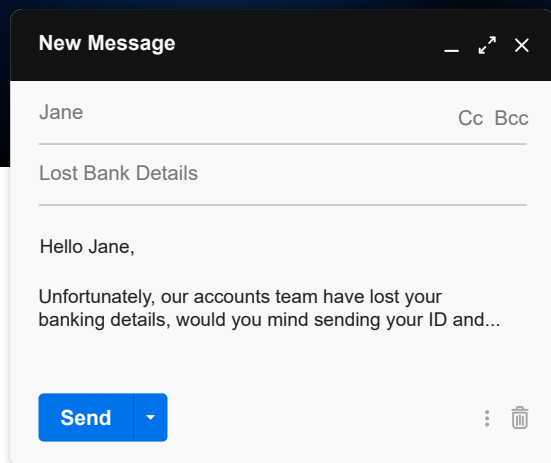 New Message
Jane
Cc Bcc
Lost Bank Details
Hello Jane,
Unfortunately, our accounts team have lost your
banking details, would you mind sending your ID and...
Send